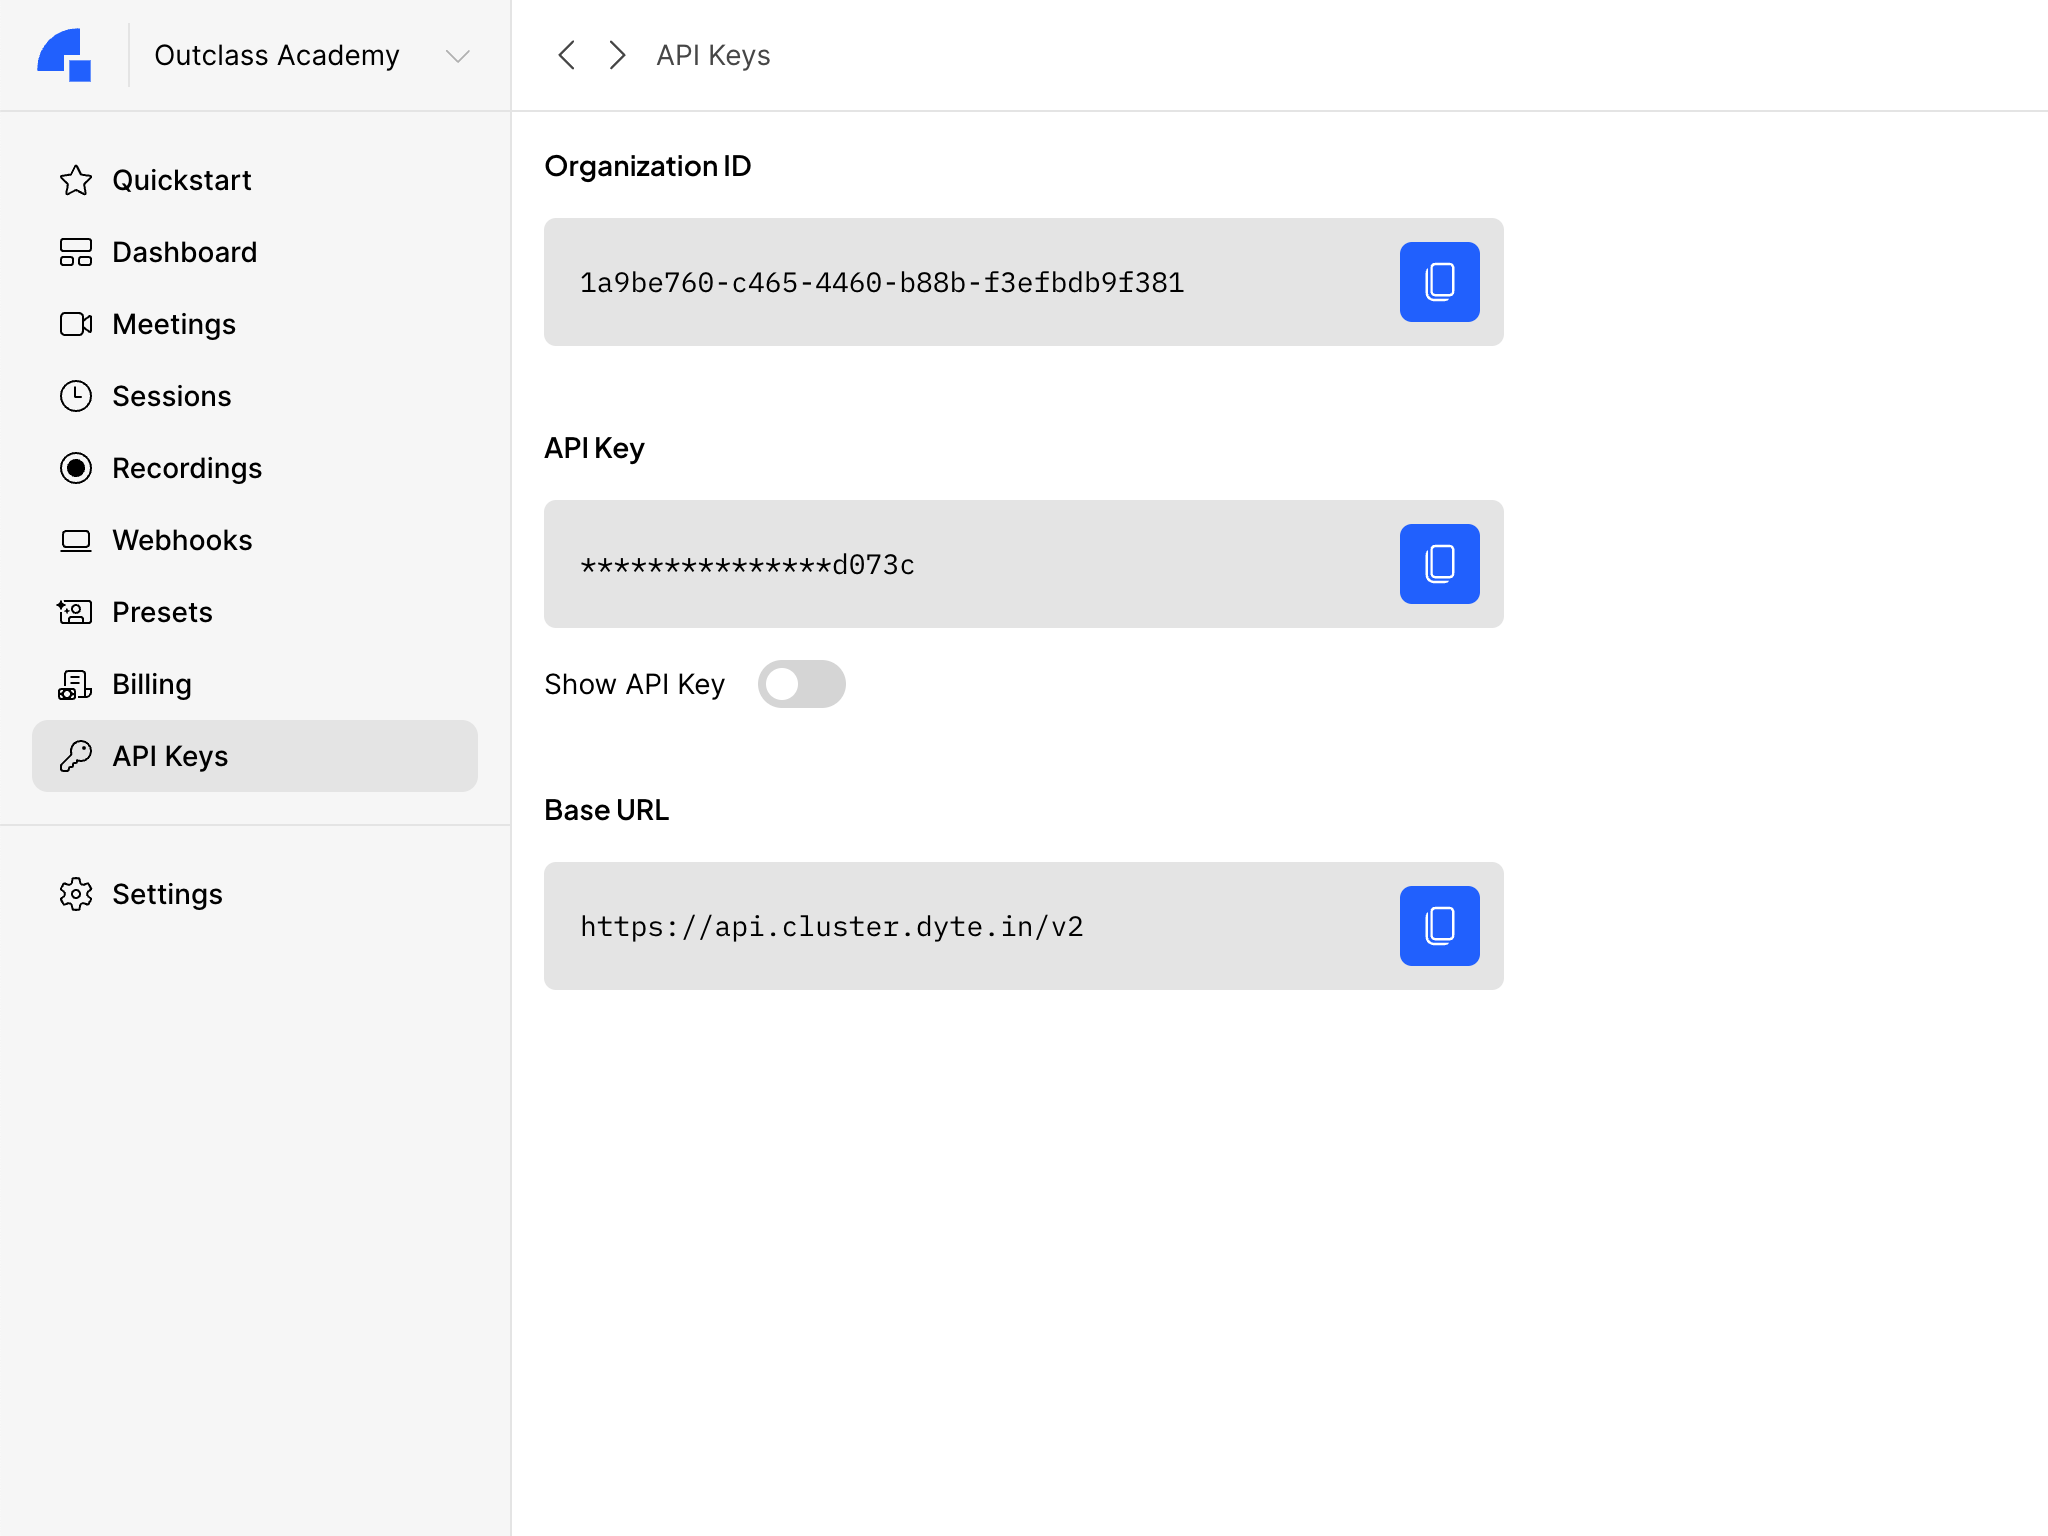 Outclass Academy
API Keys
Quickstart
Dashboard
Meetings
Sessions
Recordings
Webhooks
Presets
Billing
API Keys
Settings
Organization ID
1a9be760-c465-4460-b88b-f3efbdb9f381
API Key
***************d073c
Show API Key
Base URL
https://api.cluster.dyte.in/v2